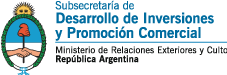 Subsecretaría de
Desarrollo de Inversiones
y Promoción Comercial
Ministerio de Relaciones Exteriores y Culto
República Argentina